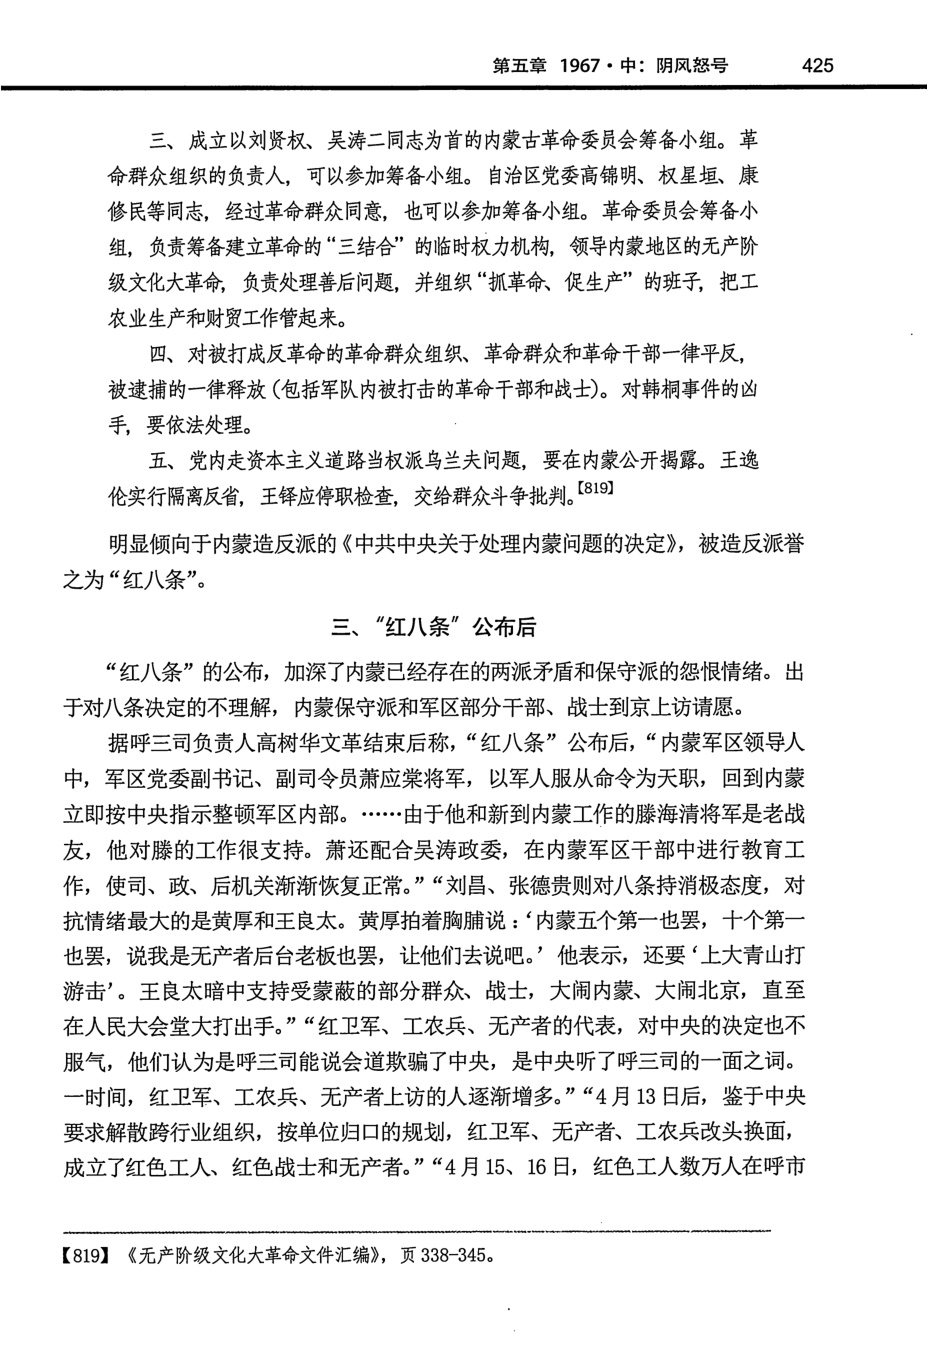 第五章 1967·中：阴风怒号 425
三、成立以刘贤权、吴涛二同志为首的内蒙古革命委员会筹备小组。革
命群众组织的负责人，可以参加筹备小组。自治区党委高锦明、权星垣、康
修民等同志，经过革命群众同意，也可以参加筹备小组。革命委员会筹备小
组，负责筹备建立革命的“三结合”的临时权力机构，领导内蒙地区的无产阶
级文化大革命，负责处理善后问题，并组织“抓革命、促生产”的班子，把工
农业生产和财贸工作管起来。
四、对被打成反革命的革命群众组织、革命群众和革命干部一律平反，
被逮捕的一律释放（包括军队内被打击的革命干部和战士）。对韩桐事件的凶
手，要依法处理。
五、党内走资本主义道路当权派乌兰夫问题，要在内蒙公开揭露。王逸
伦实行隔离反省，王铎应停职检查，交给群众斗争批判。【819】
明显倾向于内蒙造反派的《中共中央关于处理内蒙问题的决定》，被造反派誉
之为“红八条”。
三、“红八条”公布后
“红八条”的公布，加深了内蒙已经存在的两派矛盾和保守派的怨恨情绪。出
于对八条决定的不理解，内蒙保守派和军区部分干部、战士到京上访请愿。
据呼三司负责人高树华文革结束后称，“红八条”公布后，“内蒙军区领导人
中，军区党委副书记、副司令员萧应棠将军，以军人服从命令为天职，回到内蒙
立即按中央指示整顿军区内部。……由于他和新到内蒙工作的滕海清将军是老战
友，他对滕的工作很支持。萧还配合吴涛政委，在内蒙军区干部中进行教育工
作，使司、政、后机关渐渐恢复正常。”“刘昌、张德贵则对八条持消极态度，对
抗情绪最大的是黄厚和王良太。黄厚拍着胸脯说：‘内蒙五个第一也罢，十个第一
也罢，说我是无产者后台老板也罢，让他们去说吧。’他表示，还要‘上大青山打
游击’。王良太暗中支持受蒙蔽的部分群众、战士，大闹内蒙、大闹北京，直至
在人民大会堂大打出手。”“红卫军、工农兵、无产者的代表，对中央的决定也不
服气，他们认为是呼三司能说会道欺骗了中央，是中央听了呼三司的一面之词。
一时间，红卫军、工农兵、无产者上访的人逐渐增多。”“4月13日后，鉴于中央
要求解散跨行业组织，按单位归口的规划，红卫军、无产者、工农兵改头换面，
成立了红色工人、红色战士和无产者。”“4月15、16日，红色工人数万人在呼市
【819】《无产阶级文化大革命文件汇编》，页338-345。